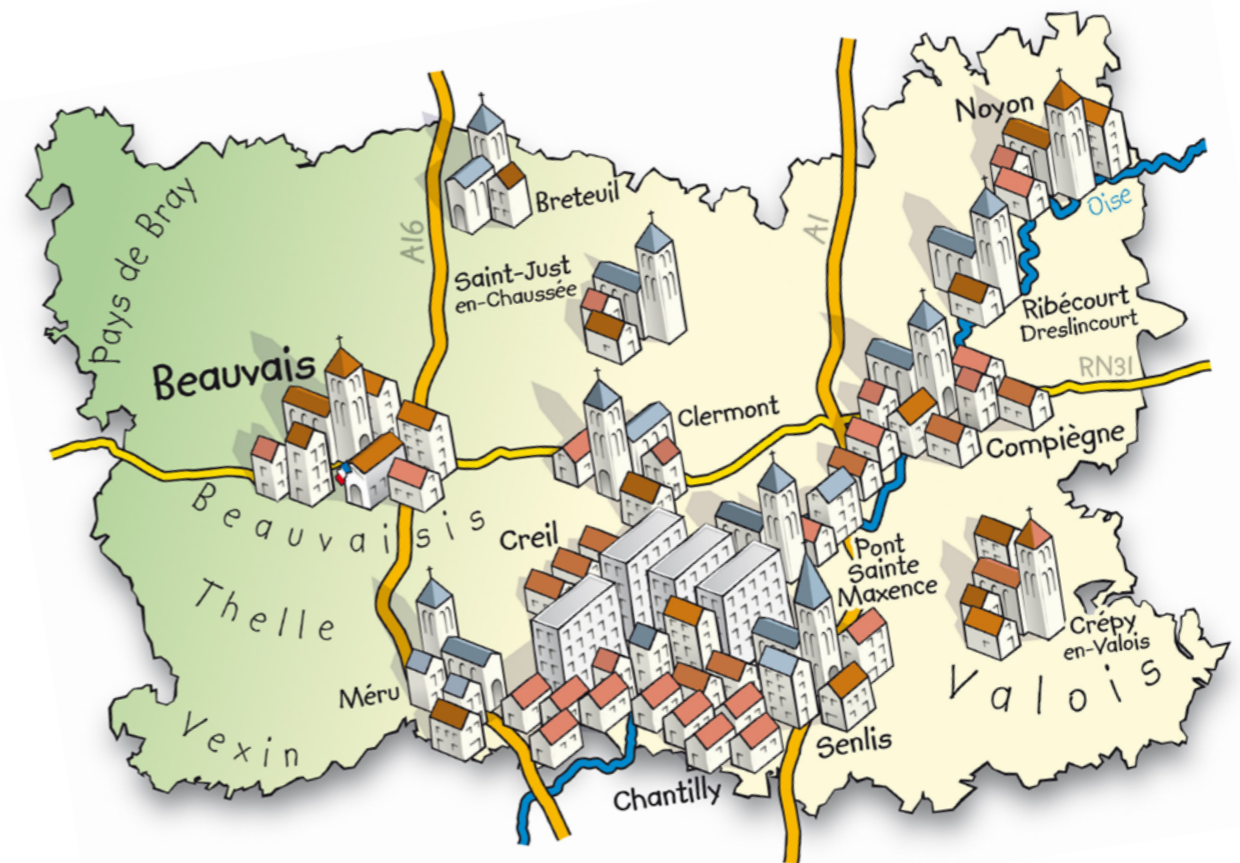 Noyon
Pays de Bray
Breteuil
Oise
A16
A1
Saint-Just
en-Chaussée
Ribécourt
Dreslincourt
Beauvais
RN31
Clermont
Compiègne
Beauvaisis
Creil
Pont
Sainte
Maxence
Thelle
Crépy
en-Valois
Méru
Valois
Vexin
Senlis
Chantilly